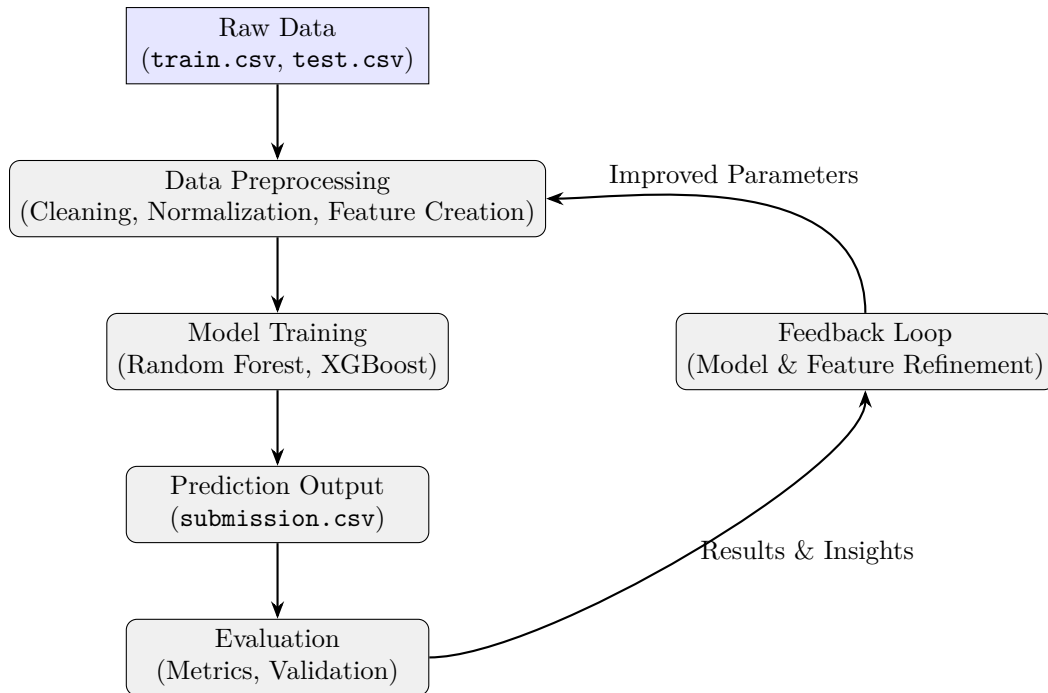 Raw Data
(train.csv, test.csv)
Data Preprocessing
(Cleaning, Normalization, Feature Creation)
Improved Parameters
Model Training
(Random Forest, XGBoost)
Feedback Loop
(Model & Feature Refinement)
Prediction Output
(submission.csv)
Results & Insights
Evaluation
(Metrics, Validation)